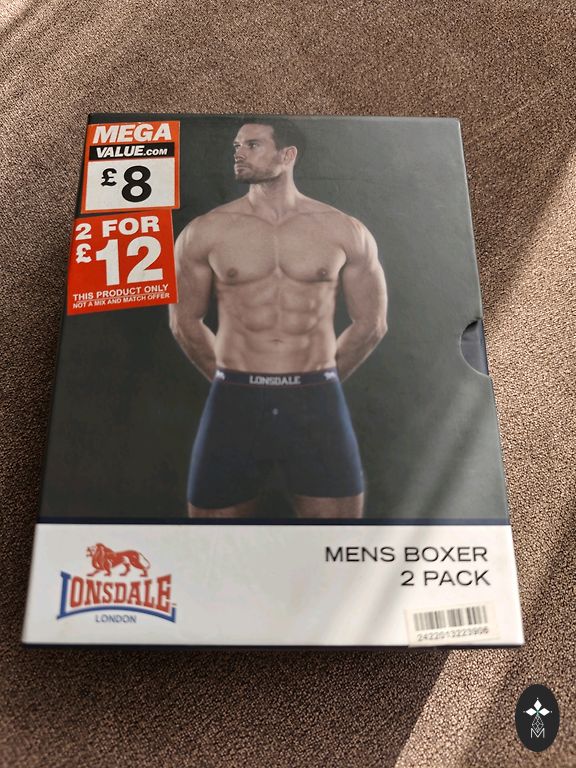 MEGA
VALUE.COM
£8
2 FOR
£12
THIS PRODUCT ONLY
NOT A MIX AND MATCH OFFER
LONSDALE
LONSDALE
LONDON
MENS BOXER
2 PACK
2422013223906
M